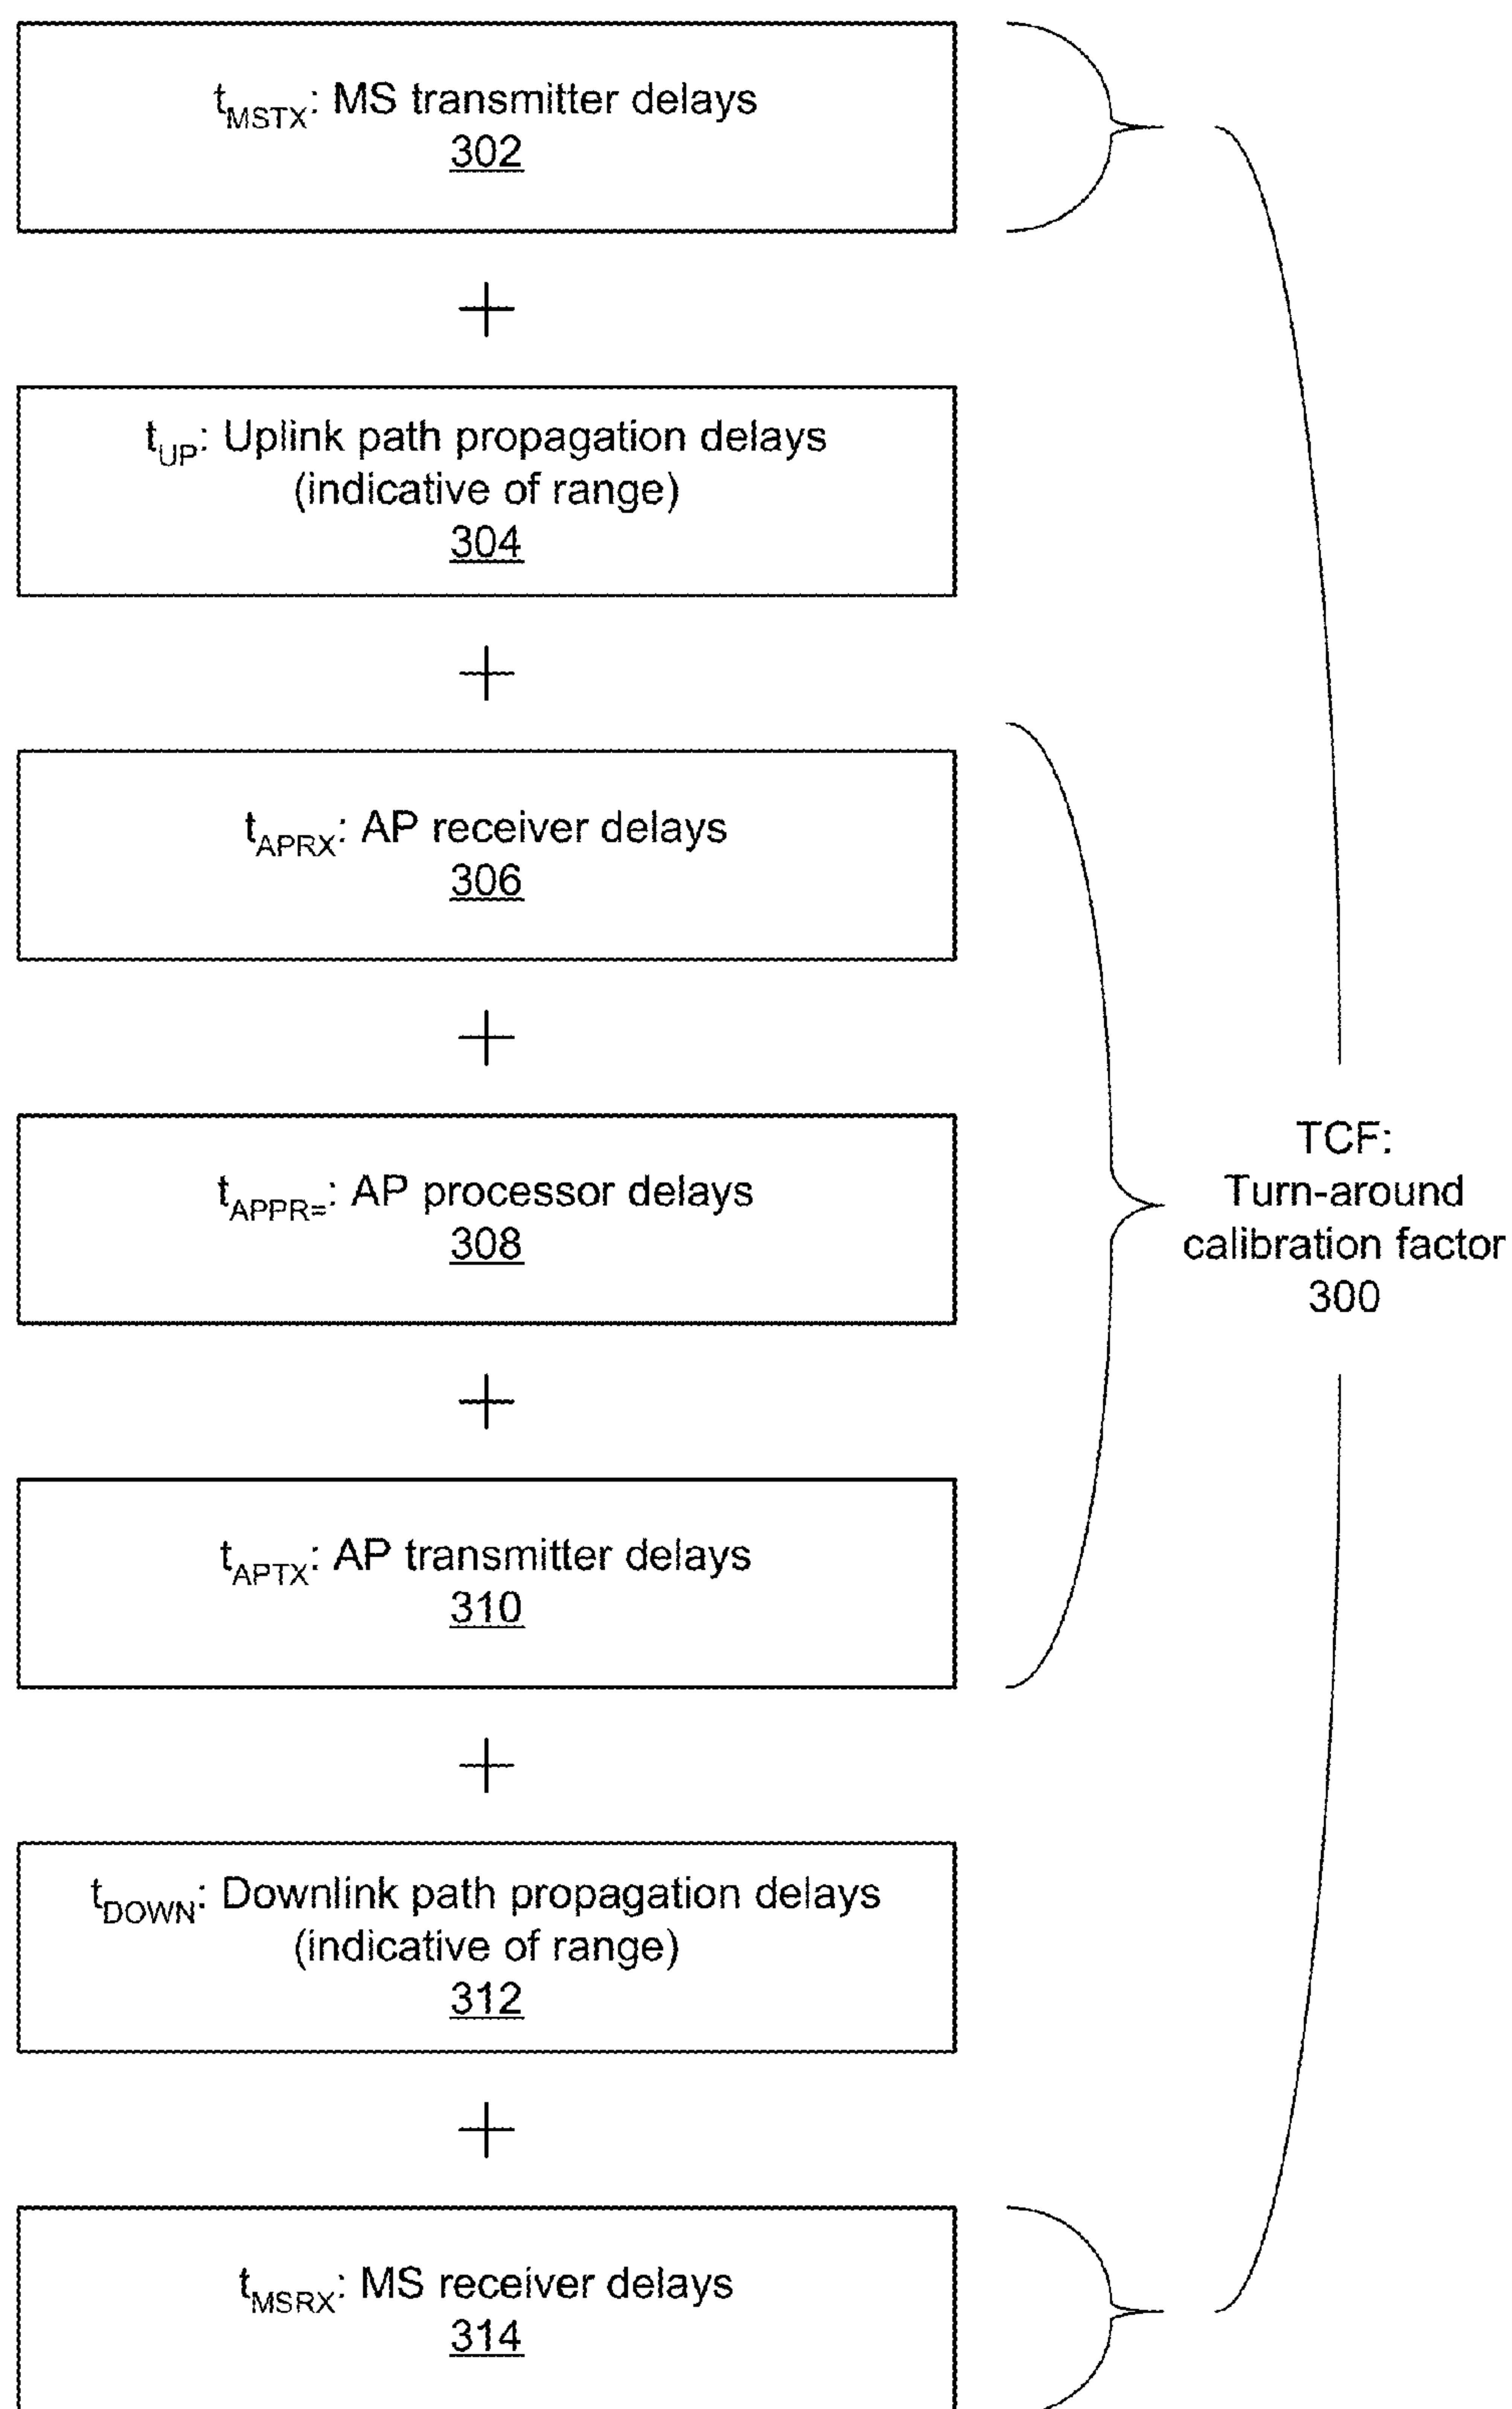 tMSTX: MS transmitter delays
302
+
tUP: Uplink path propagation delays
(indicative of range)
304
+
tAPRX: AP receiver delays
306
+
tAPPR=: AP processor delays
308
+
tAPTX: AP transmitter delays
310
+
tDOWN: Downlink path propagation delays
(indicative of range)
312
+
tMSRX: MS receiver delays
314
TCF:
Turn-around
calibration factor
300